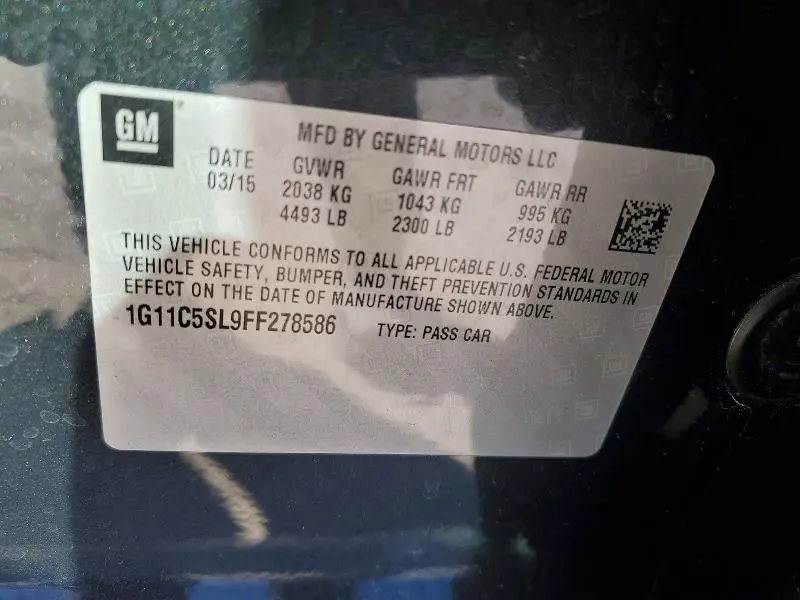 GM
MFD BY GENERAL MOTORS LLC
DATE GVWR GAWR FRT GAWR RR
03/15 2038 KG 1043 KG 995 KG
4493 LB 2300 LB 2193 LB
THIS VEHICLE CONFORMS TO ALL APPLICABLE U.S. FEDERAL MOTOR
VEHICLE SAFETY, BUMPER, AND THEFT PREVENTION STANDARDS IN
EFFECT ON THE DATE OF MANUFACTURE SHOWN ABOVE.
1G11C5SL9FF278586 TYPE: PASS CAR